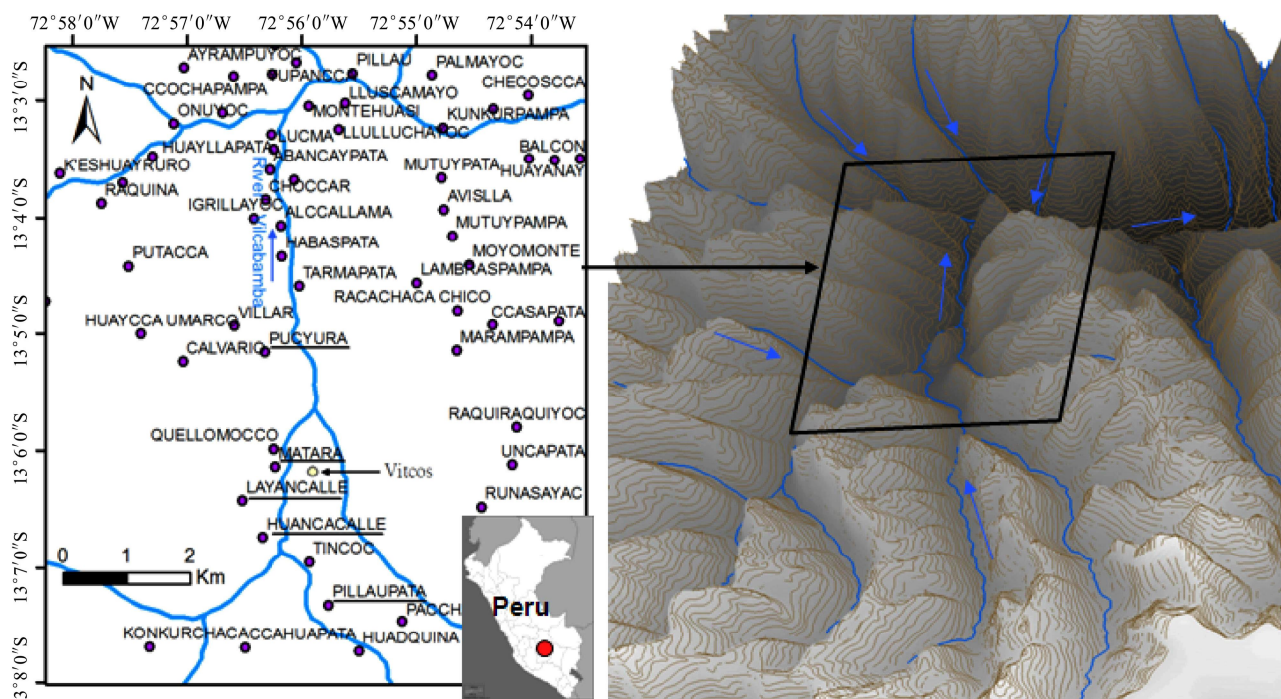 72°58'0"W 72°57'0"W 72°56'0"W 72°55'0"W 72°54'0"W
13°3'0"S
13°4'0"S
13°5'0"S
13°6'0"S
13°7'0"S
13°8'0"S
N
AYRAMPUYOC
PILLAU
PALMAYOC
CCOCHAPAMPA
CHECOSCCA
LLUSCAMAYO
ONUYOC
MONTEHUASI
KUNKURPAMPA
LUCMA
LLULLUCHAYOC
HUAYLLAPATA
ABANCAYPATA
BALCON
K'ESHUAYRURO
MUTUYPATA
HUAYANAY
RAQUINA
CHOCCAR
AVISLLA
IGRILLAYOC
ALCCALLAMA
MUTUYPAMPA
River Vilcabamba
HABASPATA
MOYOMONTE
PUTACCA
TARMAPATA
LAMBRASPAMPA
RACACHACA CHICO
VILLAR
CCASAPATA
HUAYCCA UMARCO
PUCYURA
MARAMPAMPA
CALVARIO
RAQUIRAQUIYOC
QUELLOMOCCO
MATARA
UNCAPATA
Vitcos
LAYANCALLE
RUNASAYAC
HUANCACALLE
TINCOC
0 1 2
Km
PILLAUPATA
PACCH
KONKURCHACACCAHUAPATA
HUADQUINA
Peru